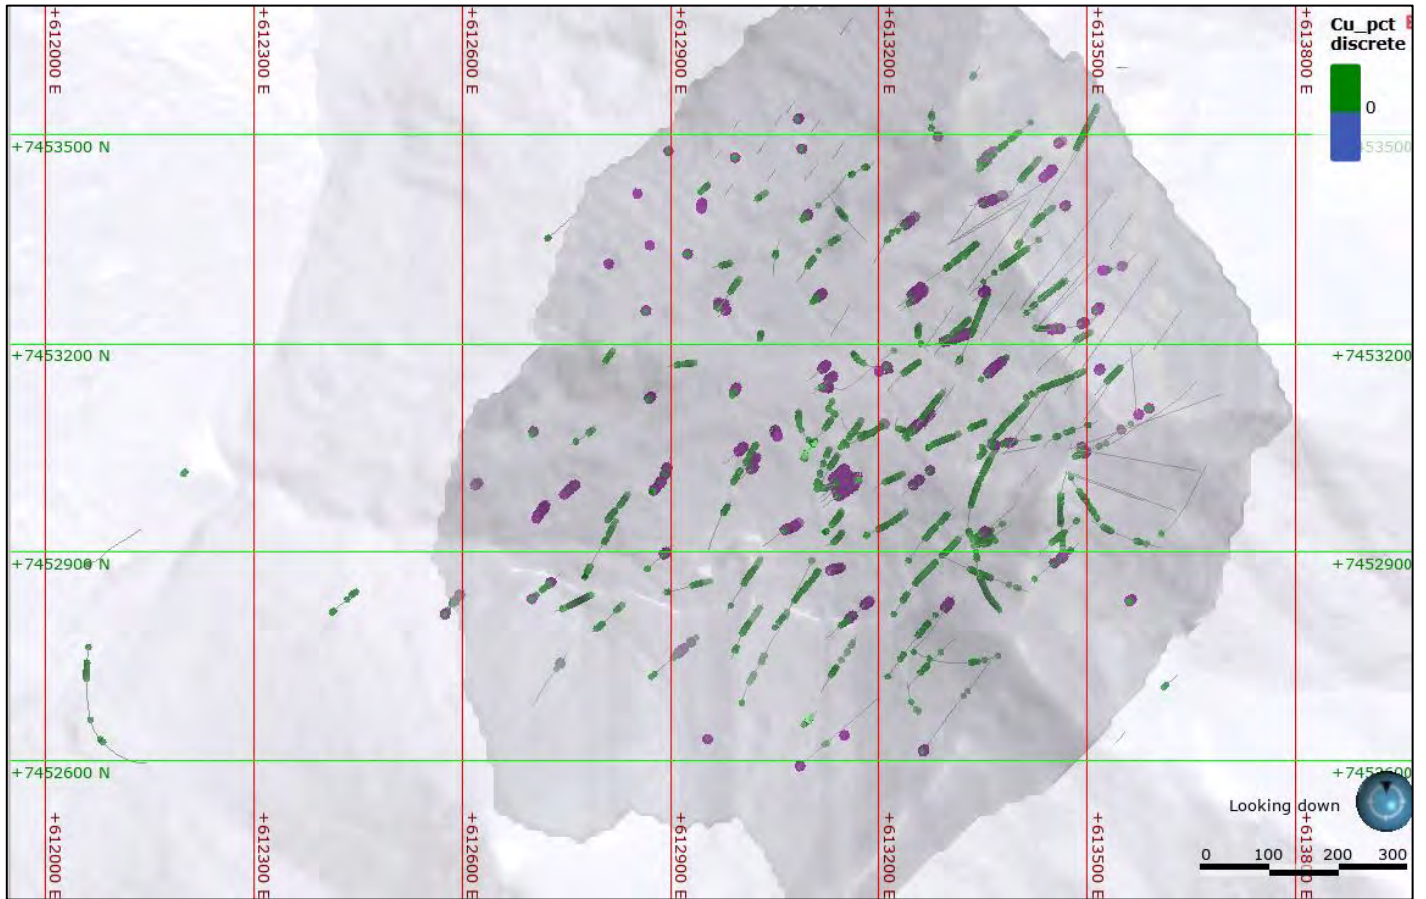 +612000 E
+612300 E
+612600 E
+612900 E
+613200 E
+613500 E
+613800 E
Cu_pct
discrete
0
+7453500 N
53500
+7453200 N
+7453200
+7452900 N
+7452900
+7452600 N
Looking down
0 100 200 300
+612000 E
+612300 E
+612600 E
+612900 E
+613200 E
+613500 E